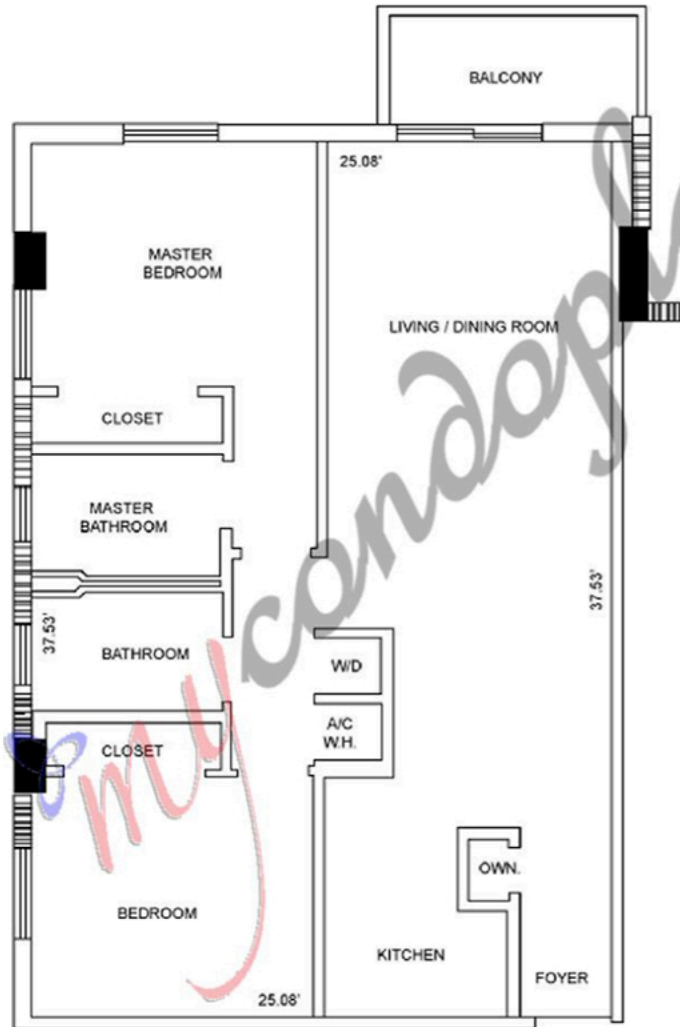 BALCONY
25.08'
MASTER
BEDROOM
LIVING / DINING ROOM
CLOSET
MASTER
BATHROOM
37.53'
37.53'
BATHROOM
W/D
A/C
W.H.
CLOSET
OWN.
BEDROOM
KITCHEN
FOYER
25.08'
mycondopl